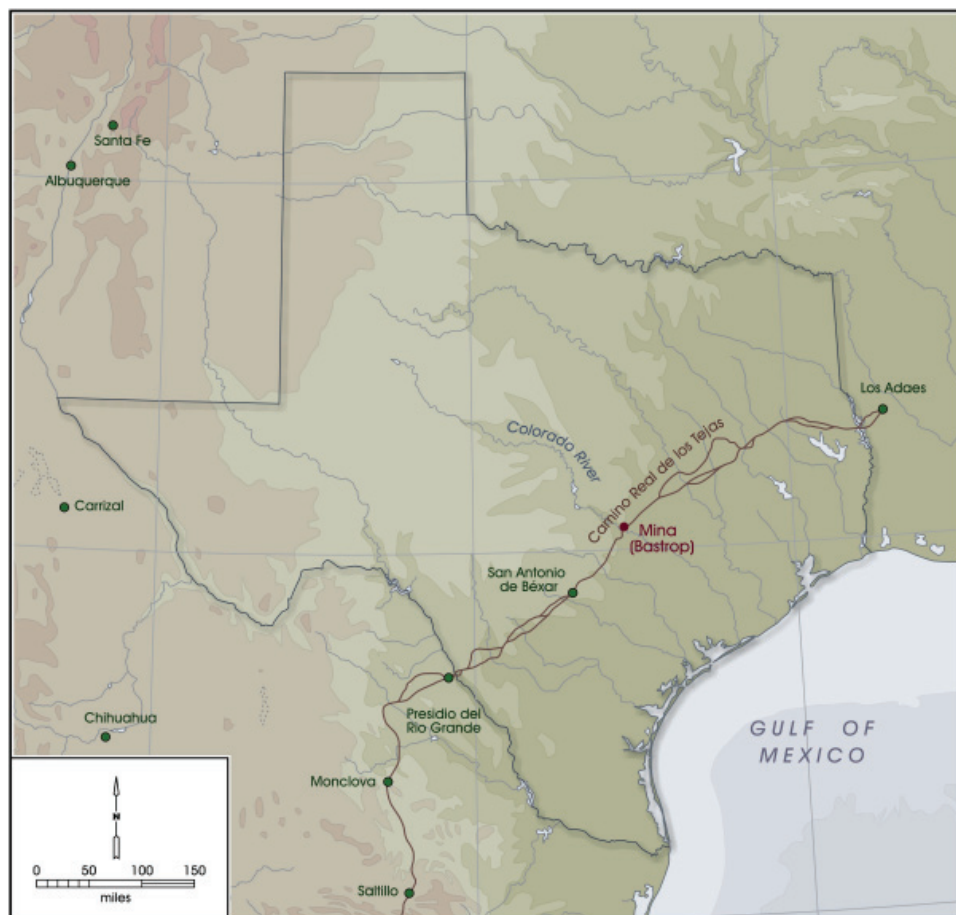 Santa Fe
Albuquerque
Los Adaes
Colorado River
Camino Real de los Tejas
Carrizal
Mina
(Bastrop)
San Antonio
de Béxar
Presidio del
Rio Grande
Chihuahua
GULF OF
MEXICO
Monclova
N
0 50 100 150
miles
Saltillo